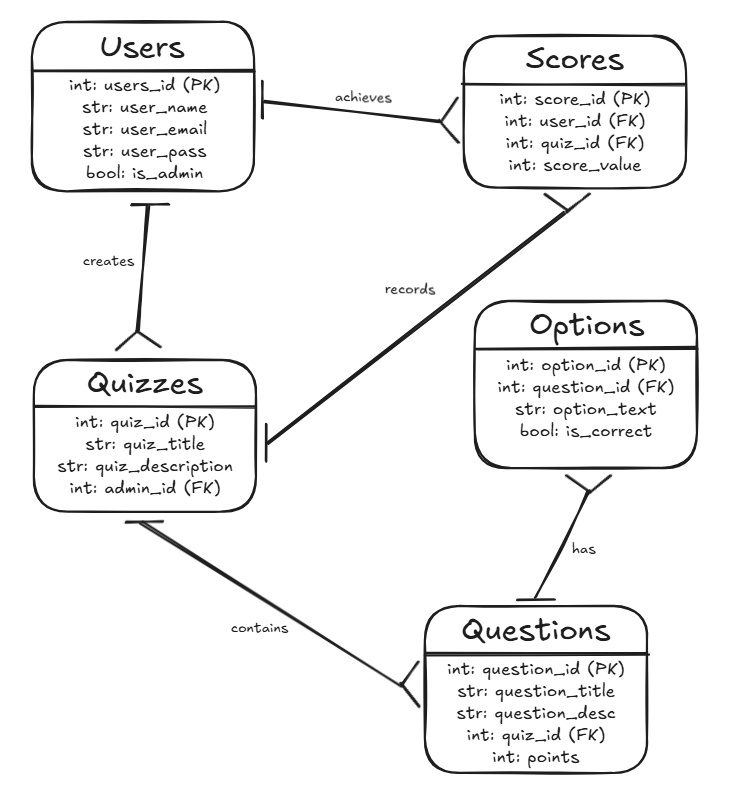 Users
int: users_id (PK)
str: user_name
str: user_email
str: user_pass
bool: is_admin
achieves
Scores
int: score_id (PK)
int: user_id (FK)
int: quiz_id (FK)
int: score_value
creates
records
Options
int: option_id (PK)
int: question_id (FK)
str: option_text
bool: is_correct
Quizzes
int: quiz_id (PK)
str: quiz_title
str: quiz_description
int: admin_id (FK)
has
contains
Questions
int: question_id (PK)
str: question_title
str: question_desc
int: quiz_id (FK)
int: points